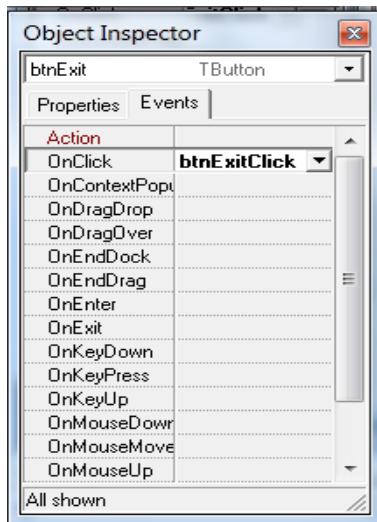 Object Inspector
btnExit TButton
Properties Events
Action
OnClick btnExitClick
OnContextPopu
OnDragDrop
OnDragOver
OnEndDock
OnEndDrag
OnEnter
OnExit
OnKeyDown
OnKeyPress
OnKeyUp
OnMouseDown
OnMouseMove
OnMouseUp
All shown